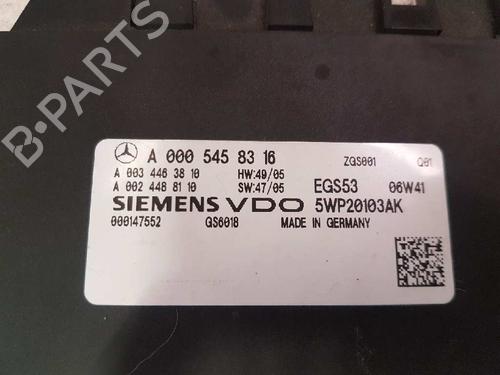 A 000 545 83 16 ZGS001 Q01
A 003 446 38 10 HW:49/05
A 002 448 81 10 SW:47/05 EGS53 06W41
SIEMENS VDO 5WP20103AK
000147552 GS6018 MADE IN GERMANY
B-PARTS